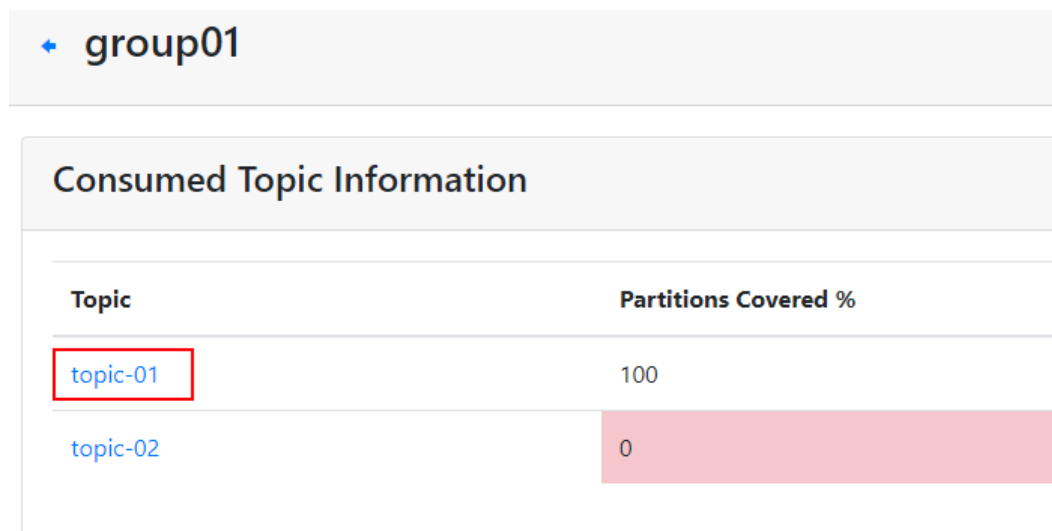 group01
Consumed Topic Information
Topic Partitions Covered %
topic-01 100
topic-02 0